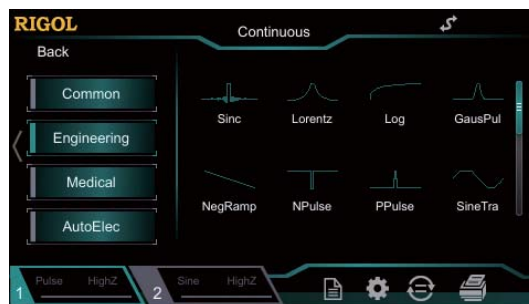 RIGOL
Continuous
Back
Common
Engineering
Medical
AutoElec
Sinc Lorentz Log GausPul
NegRamp NPulse PPulse SineTra
1 Pulse HighZ 2 Sine HighZ